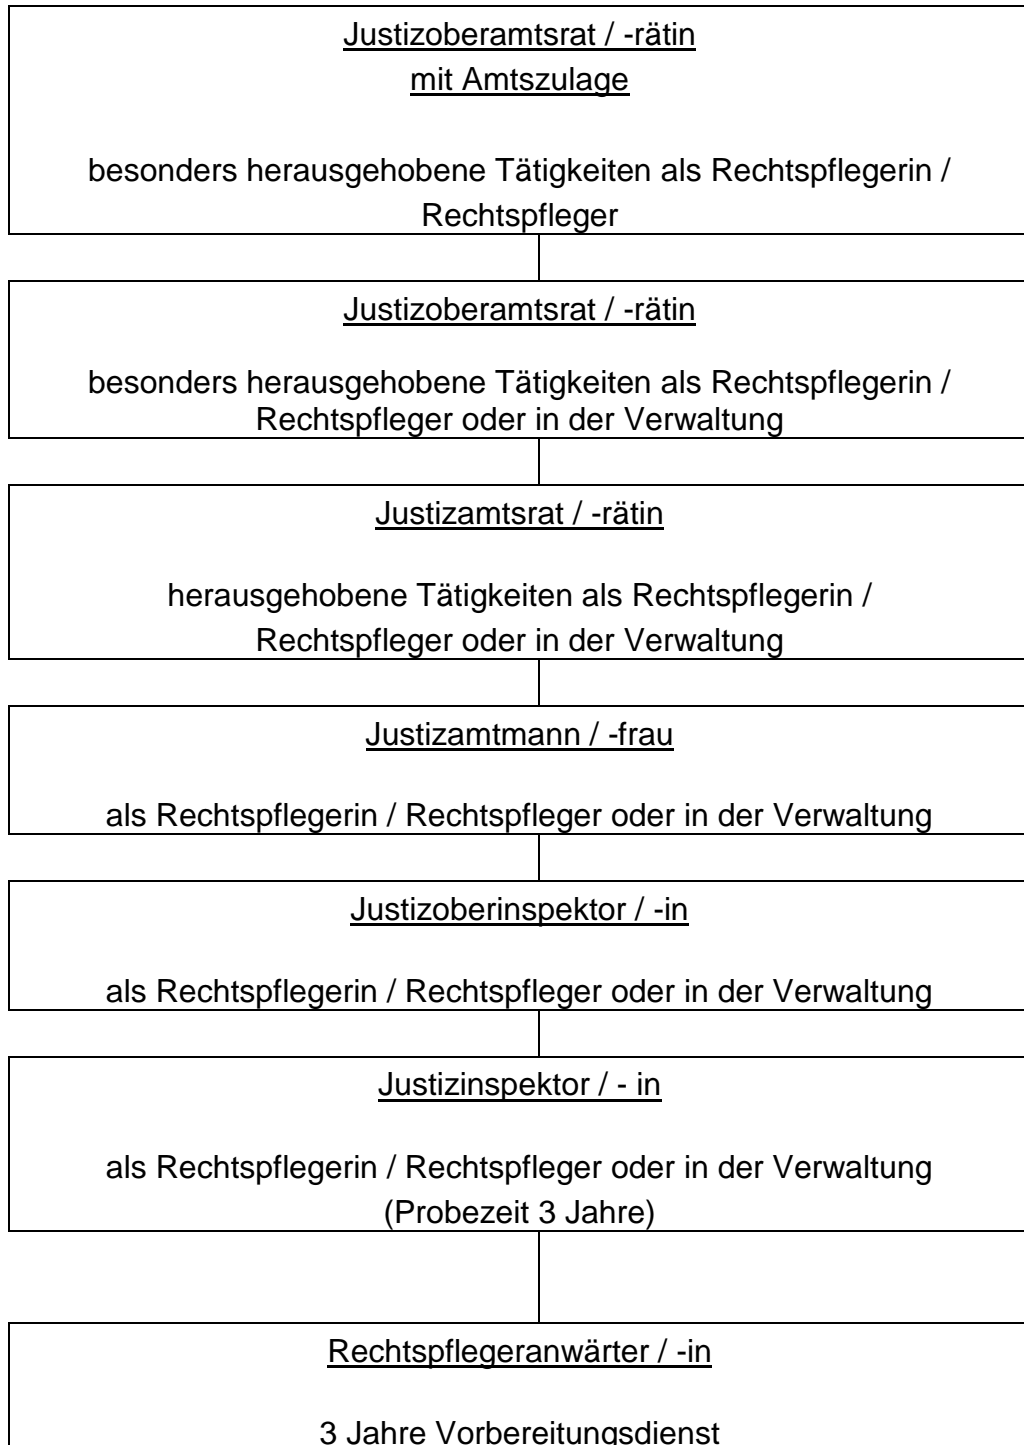 Justizoberamtsrat / -rätin
mit Amtszulage
besonders herausgehobene Tätigkeiten als Rechtspflegerin /
Rechtspfleger
Justizoberamtsrat / -rätin
besonders herausgehobene Tätigkeiten als Rechtspflegerin /
Rechtspfleger oder in der Verwaltung
Justizamtsrat / -rätin
herausgehobene Tätigkeiten als Rechtspflegerin /
Rechtspfleger oder in der Verwaltung
Justizamtmann / -frau
als Rechtspflegerin / Rechtspfleger oder in der Verwaltung
Justizoberinspektor / -in
als Rechtspflegerin / Rechtspfleger oder in der Verwaltung
Justizinspektor / - in
als Rechtspflegerin / Rechtspfleger oder in der Verwaltung
(Probezeit 3 Jahre)
Rechtspflegeranwärter / -in
3 Jahre Vorbereitungsdienst